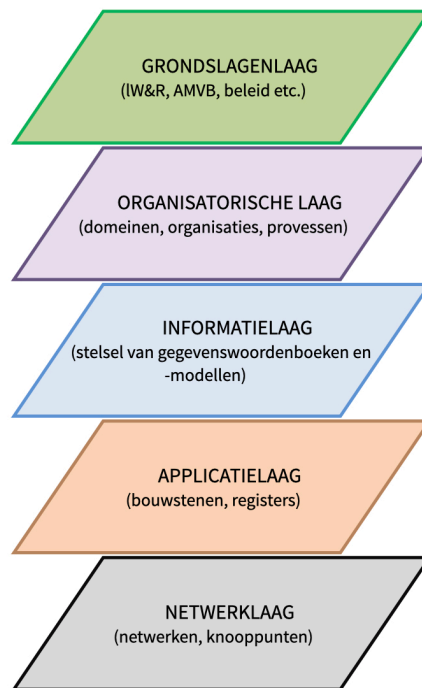 GRONDSLAGENLAAG
(lW&R, AMVB, beleid etc.)
ORGANISATORISCHE LAAG
(domeinen, organisaties, provessen)
INFORMATIELAAG
(stelsel van gegevenswoordenboeken en
-modellen)
APPLICATIELAAG
(bouwstenen, registers)
NETWERKLAAG
(netwerken, knooppunten)